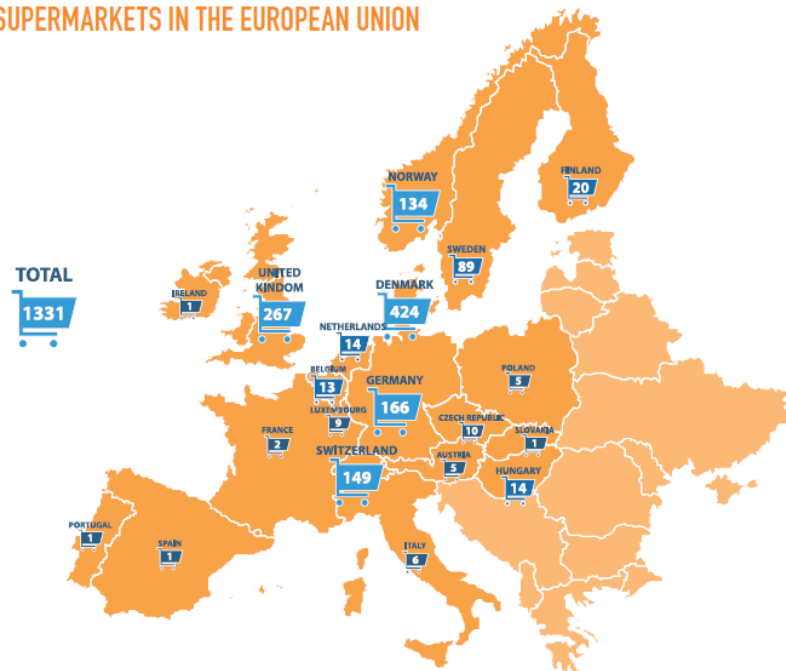 SUPERMARKETS IN THE EUROPEAN UNION
NORWAY
134
FINLAND
20
SWEDEN
89
TOTAL
1331
IRELAND
1
UNITED
KINDOM
267
DENMARK
424
NETHERLANDS
14
BELGIUM
13
GERMANY
166
POLAND
5
LUXEMBOURG
9
CZECH REPUBLIC
10
SLOVAKIA
1
FRANCE
2
SWITZERLAND
149
AUSTRIA
5
HUNGARY
14
PORTUGAL
1
SPAIN
1
ITALY
6